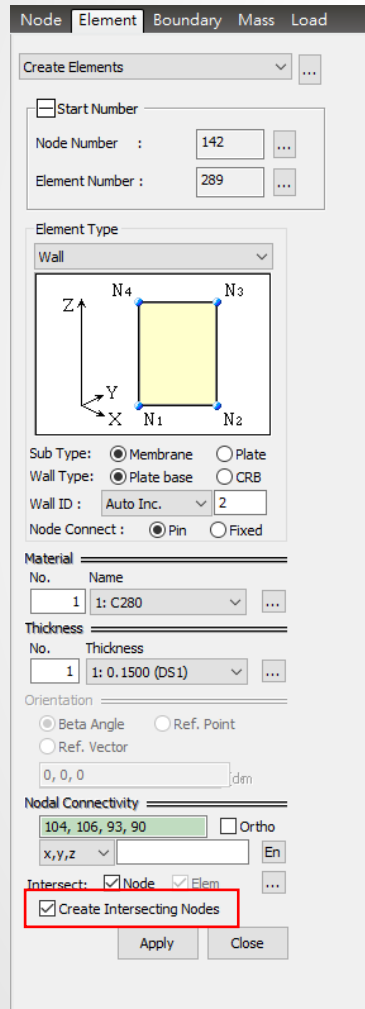 Node Element Boundary Mass Load
Create Elements ...
Start Number
Node Number : 142 ...
Element Number : 289 ...
Element Type
Wall
N4 N3
Z
Y
X N1 N2
Sub Type: Membrane Plate
Wall Type: Plate base CRB
Wall ID : Auto Inc. 2
Node Connect : Pin Fixed
Material
No. Name
1 1: C280 ...
Thickness
No. Thickness
1 1: 0.1500 (DS1) ...
Orientation
Beta Angle Ref. Point
Ref. Vector
0, 0, 0
Nodal Connectivity
104, 106, 93, 90 Ortho
x,y,z En
Intersect: Node Elem ...
Create Intersecting Nodes
Apply Close